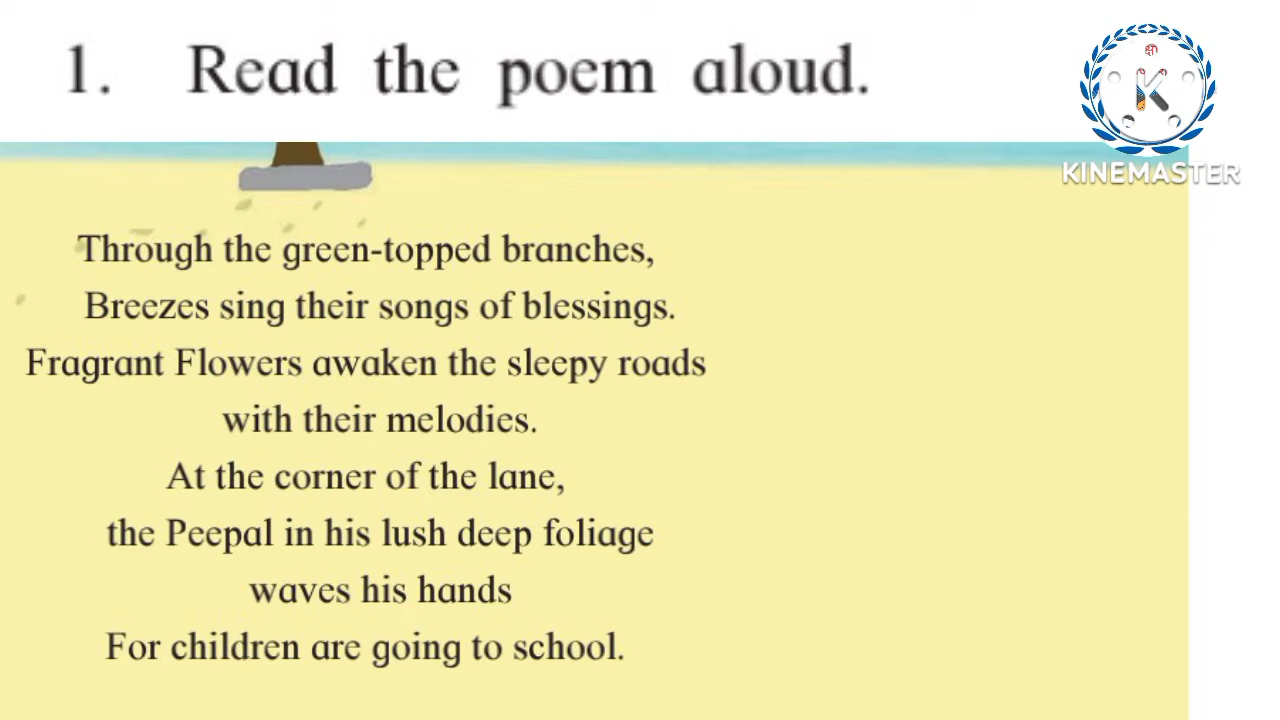 1. Read the poem aloud.
K
KINEMASTER
Through the green-topped branches,
Breezes sing their songs of blessings.
Fragrant Flowers awaken the sleepy roads
with their melodies.
At the corner of the lane,
the Peepal in his lush deep foliage
waves his hands
For children are going to school.